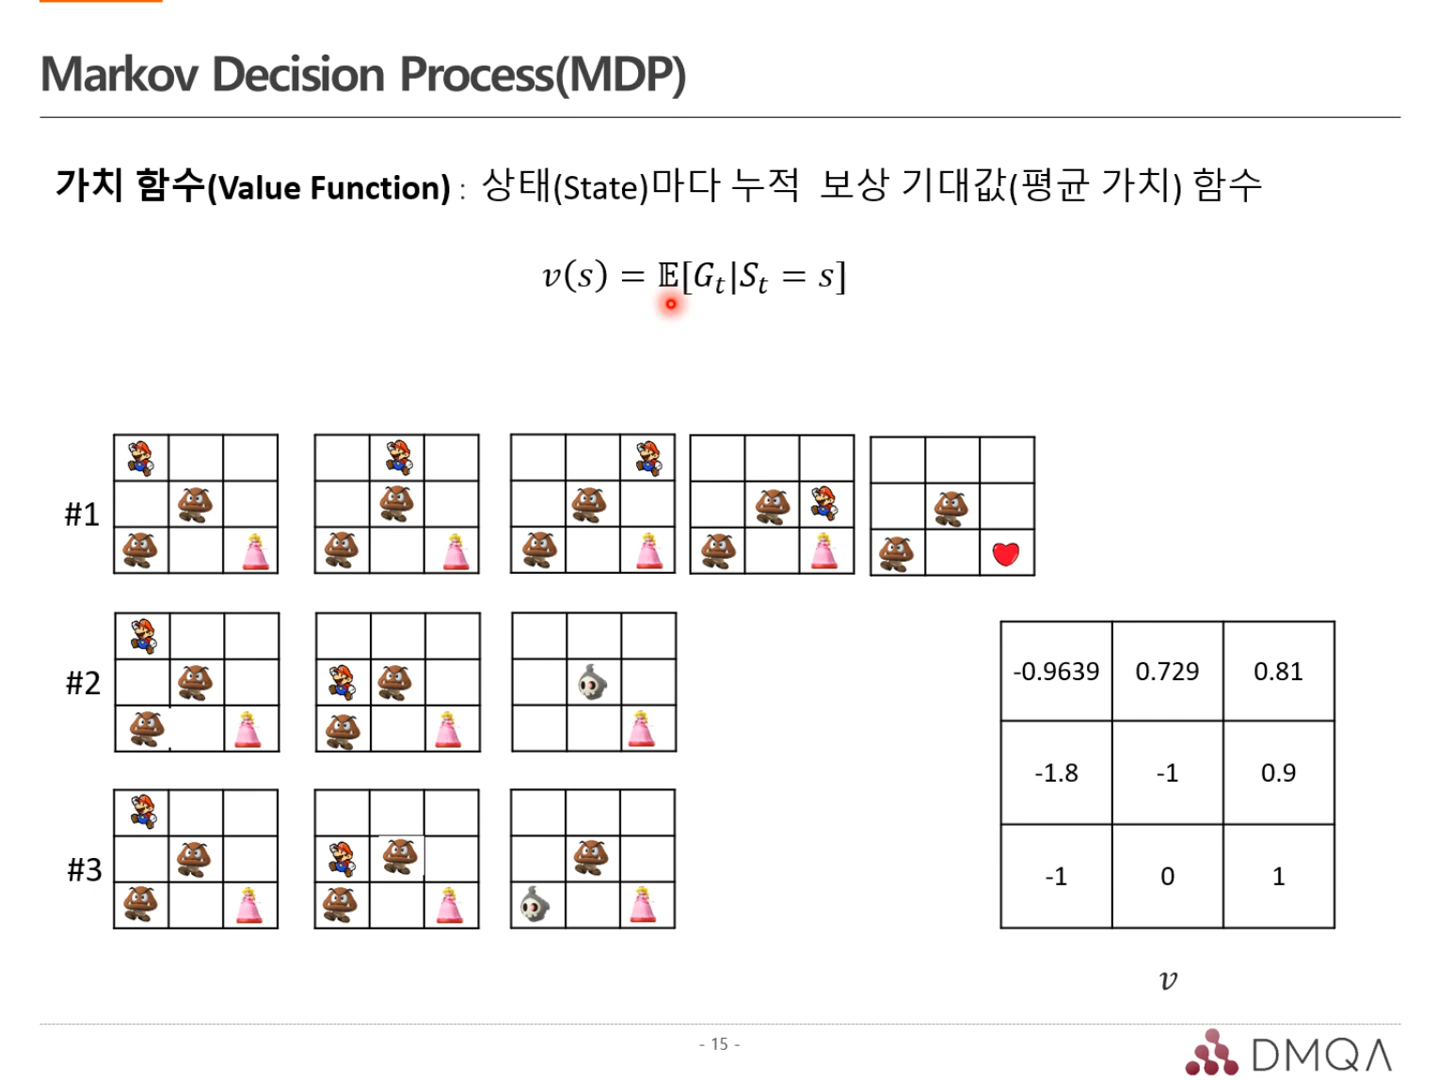 Markov Decision Process(MDP)
가치 함수(Value Function) : 상태(State)마다 누적 보상 기대값(평균 가치) 함수
𝑣(𝑠) = 𝔼[𝐺ₜ|𝑆ₜ = 𝑠]
#1
#2
#3
-0.9639 0.729 0.81
-1.8 -1 0.9
-1 0 1
𝑣
- 15 -
DMQA